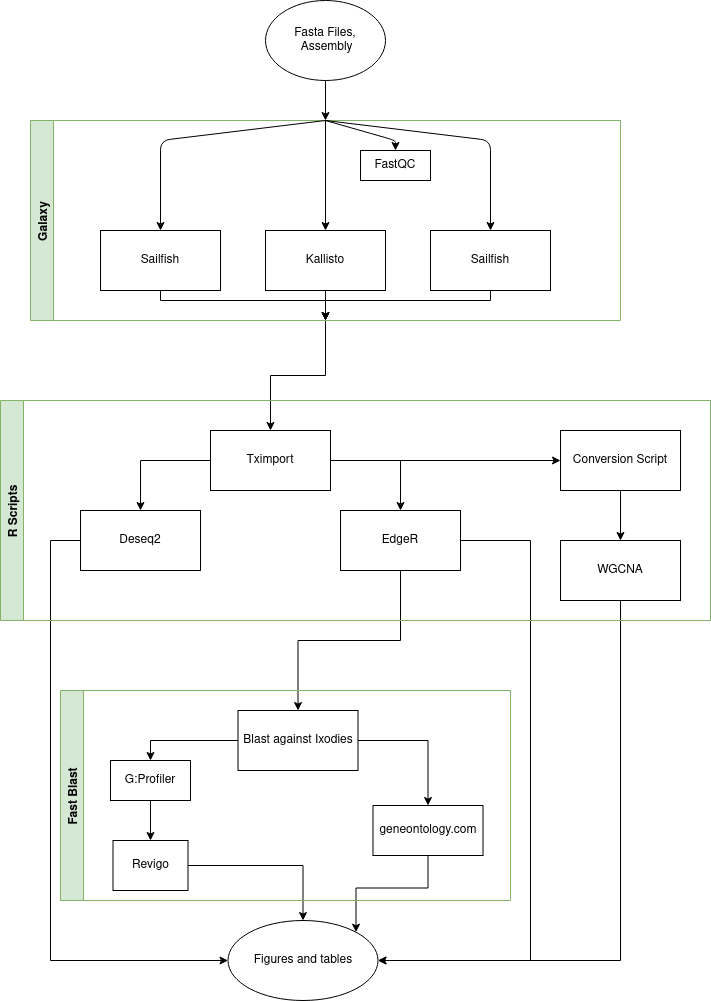 Fasta Files,
Assembly
Galaxy
FastQC
Sailfish
Kallisto
Sailfish
R Scripts
Tximport
Conversion Script
Deseq2
EdgeR
WGCNA
Fast Blast
Blast against Ixodies
G:Profiler
geneontology.com
Revigo
Figures and tables